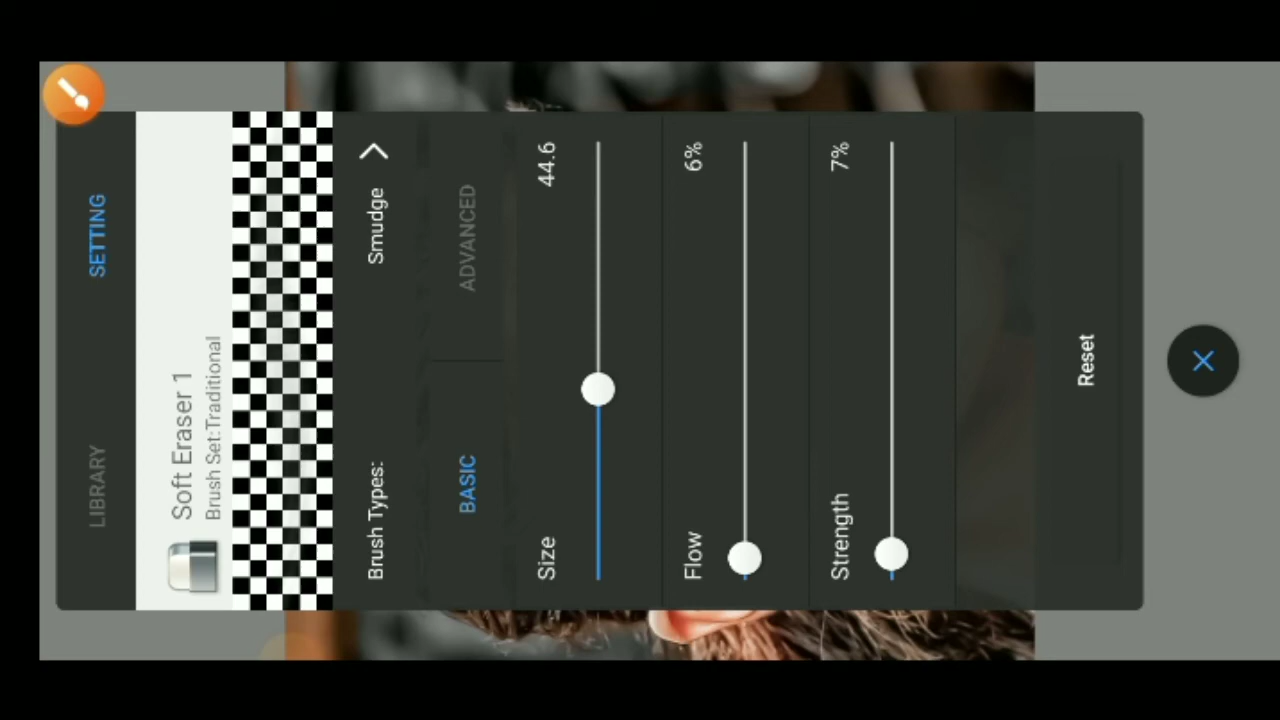 LIBRARY SETTING
Soft Eraser 1
Brush Set:Traditional
Brush Types: Smudge
BASIC ADVANCED
Size 44.6
Flow 6%
Strength 7%
Reset